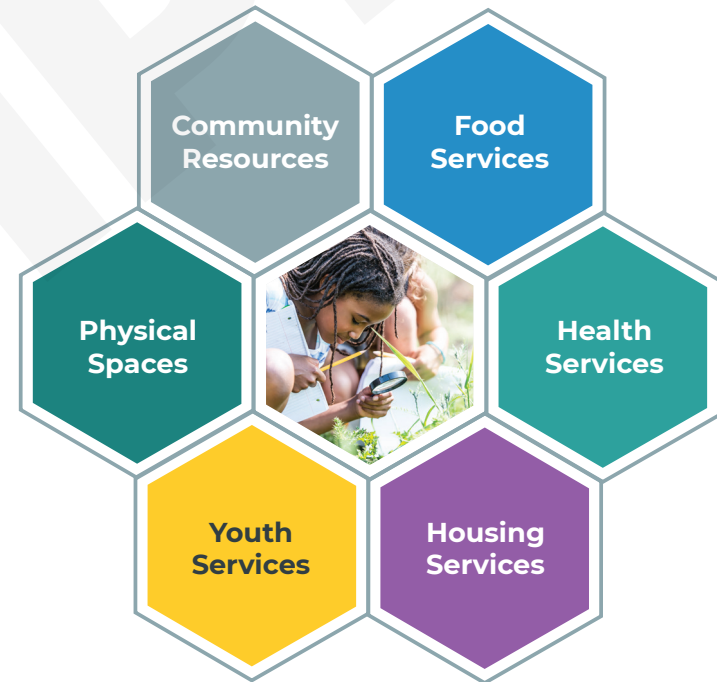 Community
Resources
Food
Services
Physical
Spaces
Health
Services
Youth
Services
Housing
Services